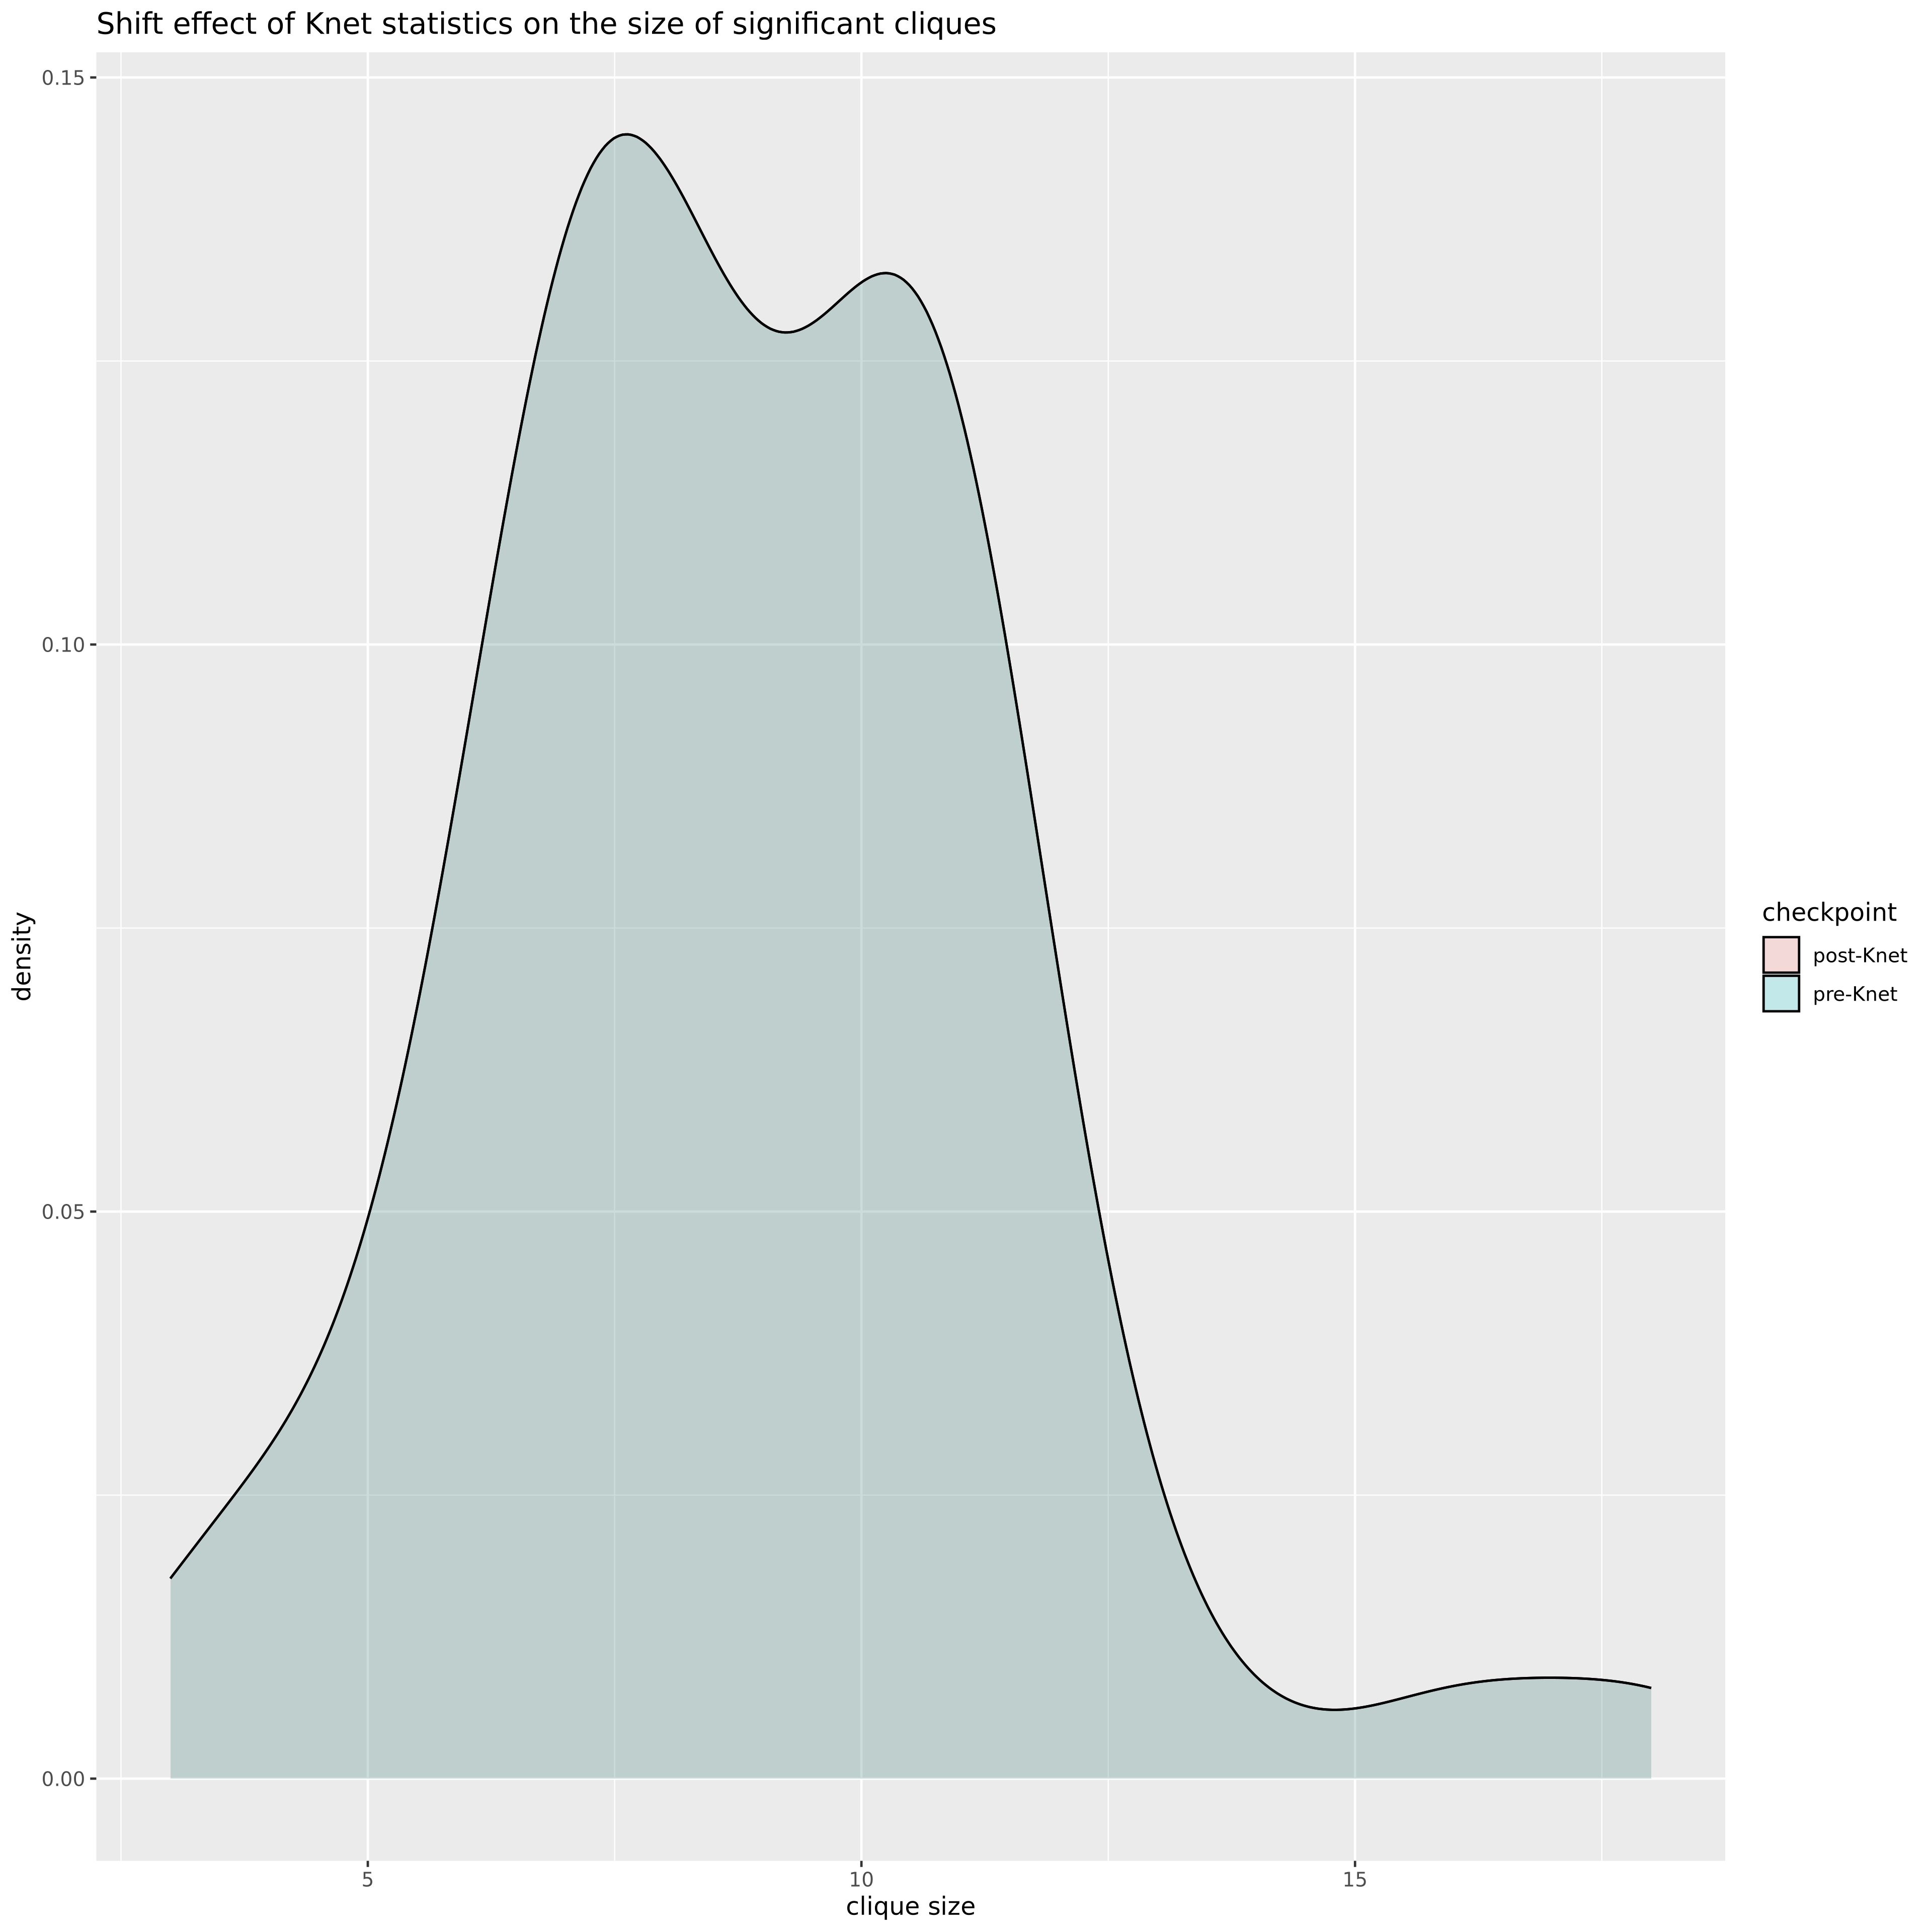 Shift effect of Knet statistics on the size of significant cliques
0.15
0.10
0.05
0.00
density
5
10
15
clique size
checkpoint
post-Knet
pre-Knet